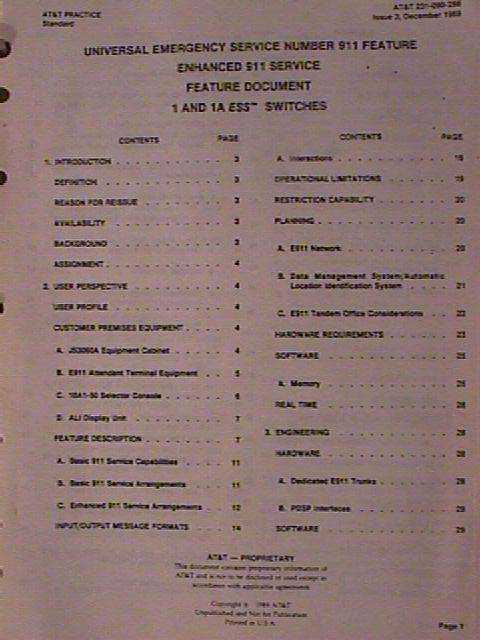 AT&T PRACTICE
Standard
AT&T 231-090-298
Issue 3, December 1989
UNIVERSAL EMERGENCY SERVICE NUMBER 911 FEATURE
ENHANCED 911 SERVICE
FEATURE DOCUMENT
1 AND 1A ESS™ SWITCHES
CONTENTS PAGE
1. INTRODUCTION . . . . . . . . . . . 3
DEFINITION . . . . . . . . . . . 3
REASON FOR REISSUE . . . . . . . . 3
AVAILABILITY . . . . . . . . . . 3
BACKGROUND . . . . . . . . . . 3
ASSIGNMENT . . . . . . . . . . 4
2. USER PERSPECTIVE . . . . . . . . . 4
USER PROFILE . . . . . . . . . . 4
CUSTOMER PREMISES EQUIPMENT . . . . 4
A. J53060A Equipment Cabinet . . . . . 4
B. E911 Attendant Terminal Equipment . . . 5
C. 10A1-50 Selector Console . . . . . . 6
D. ALI Display Unit . . . . . . . . . 7
FEATURE DESCRIPTION . . . . . . . . 7
A. Basic 911 Service Capabilities . . . . 11
B. Basic 911 Service Arrangements . . . 11
C. Enhanced 911 Service Arrangements . . 12
INPUT/OUTPUT MESSAGE FORMATS . . . 14
CONTENTS PAGE
A. Interactions . . . . . . . . . . 18
OPERATIONAL LIMITATIONS . . . . . . 19
RESTRICTION CAPABILITY . . . . . . . 20
PLANNING . . . . . . . . . . . 20
A. E911 Network . . . . . . . . . 20
B. Data Management System/Automatic
Location Identification System . . . . 21
C. E911 Tandem Office Considerations . . 22
HARDWARE REQUIREMENTS . . . . . . 23
SOFTWARE . . . . . . . . . . . 25
A. Memory . . . . . . . . . . . 25
REAL TIME . . . . . . . . . . . 28
3. ENGINEERING . . . . . . . . . . . 28
HARDWARE . . . . . . . . . . . 28
A. Dedicated E911 Trunks . . . . . . 28
B. PDSP Interfaces . . . . . . . . . 28
SOFTWARE . . . . . . . . . . . 29
AT&T — PROPRIETARY
This document contains proprietary information of
AT&T and is not to be disclosed or used except in
accordance with applicable agreements.
Copyright © 1989 AT&T
Unpublished and Not for Publication
Printed in U.S.A.
Page 1